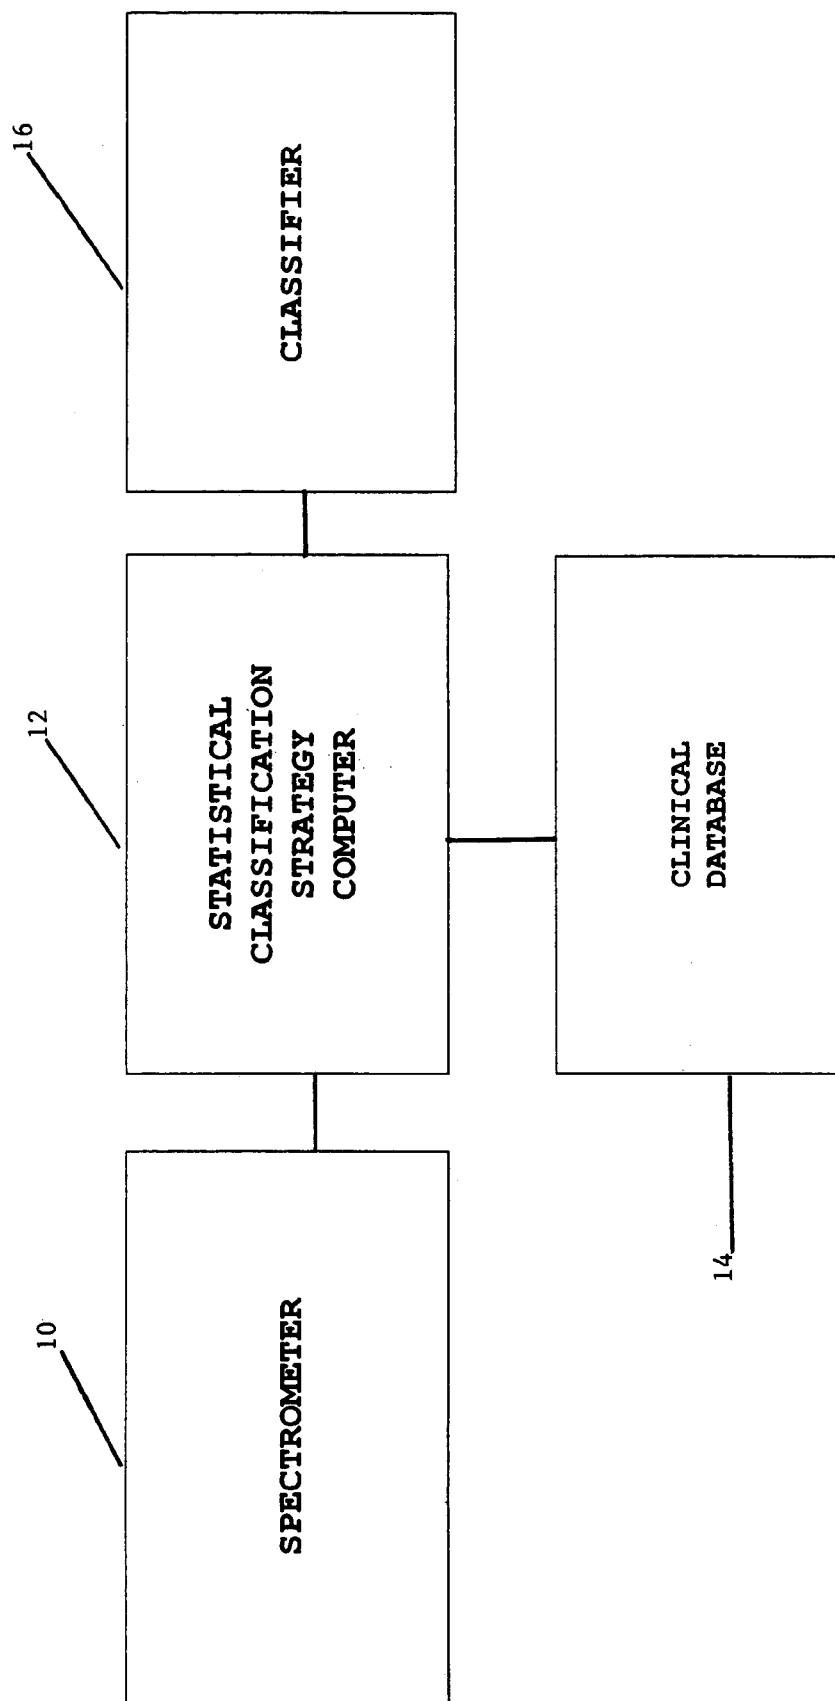 10
12
16
SPECTROMETER
STATISTICAL
CLASSIFICATION
STRATEGY
COMPUTER
CLASSIFIER
14
CLINICAL
DATABASE